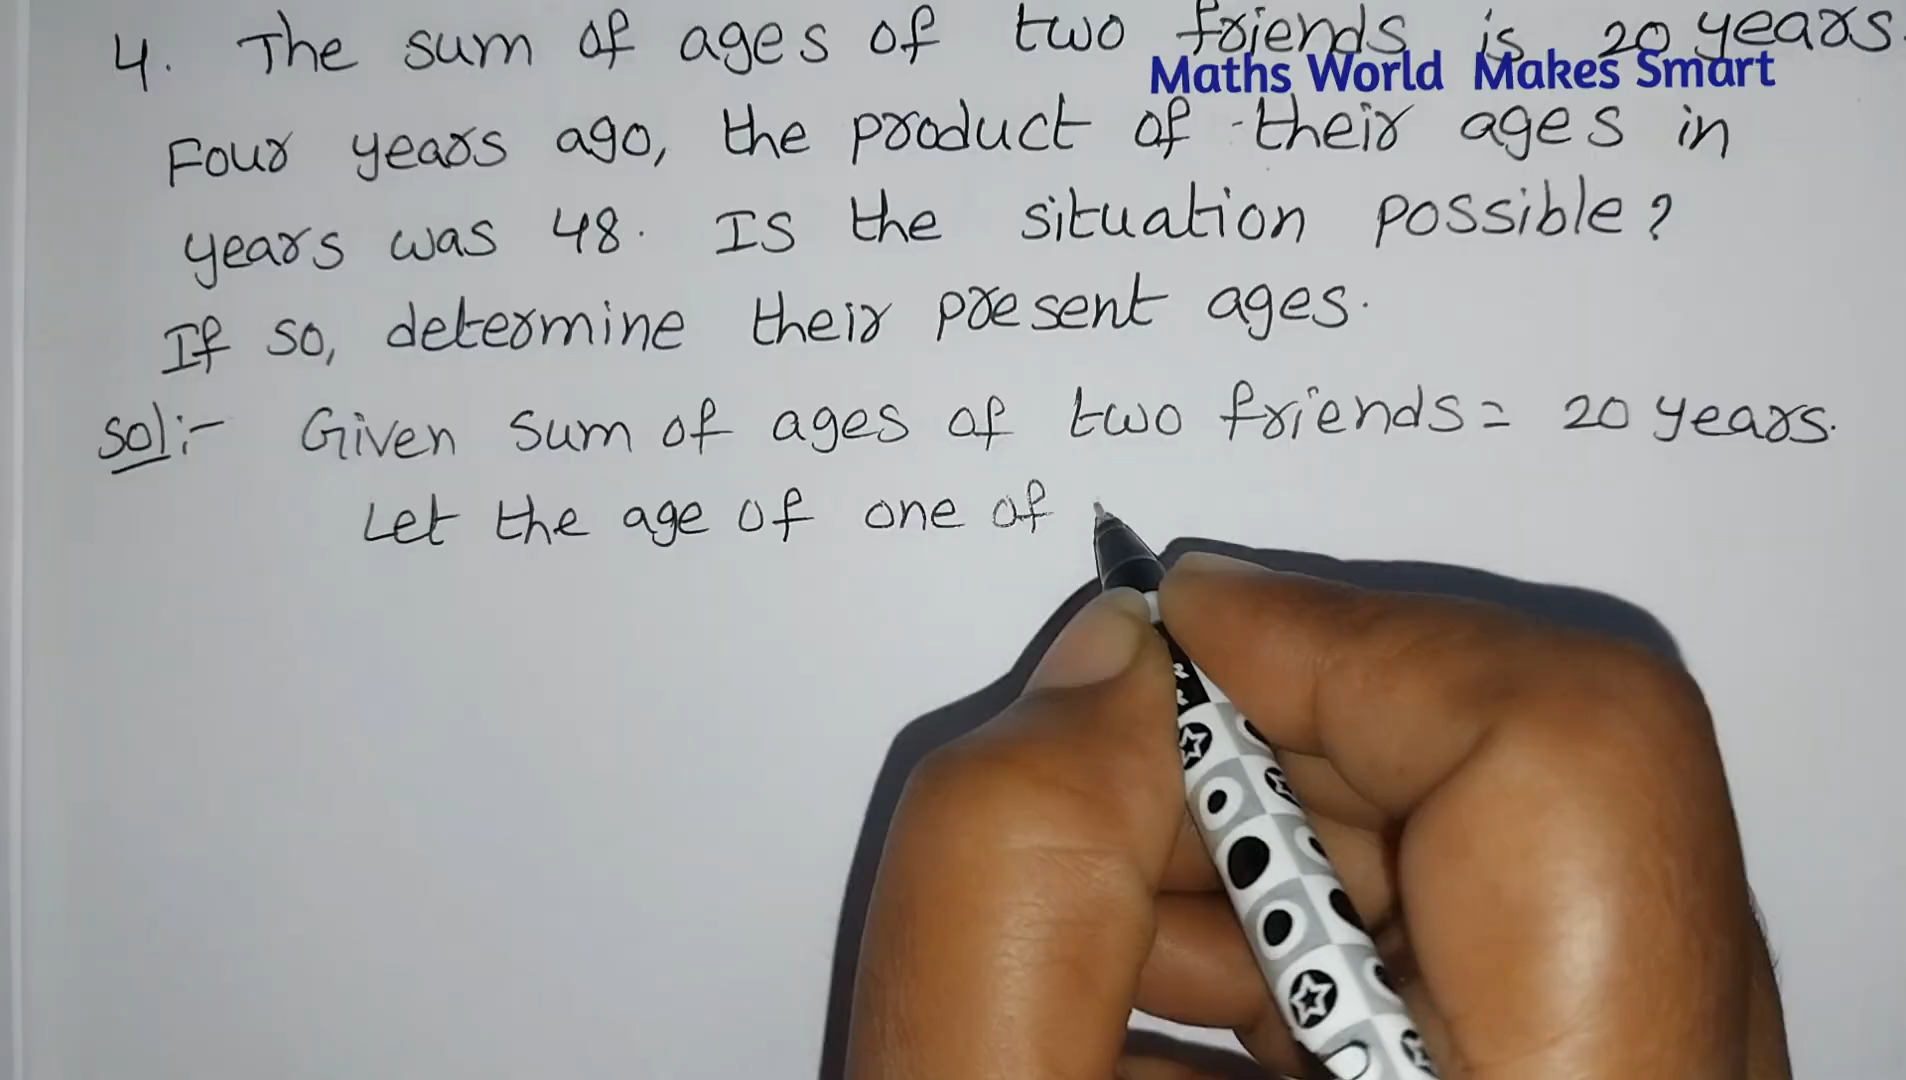 4. The sum of ages of two friends is 20 years.
Maths World Makes Smart
Four years ago, the product of their ages in
years was 48. Is the situation possible?
If so, determine their present ages.
Sol:- Given sum of ages of two friends = 20 years.
Let the age of one of